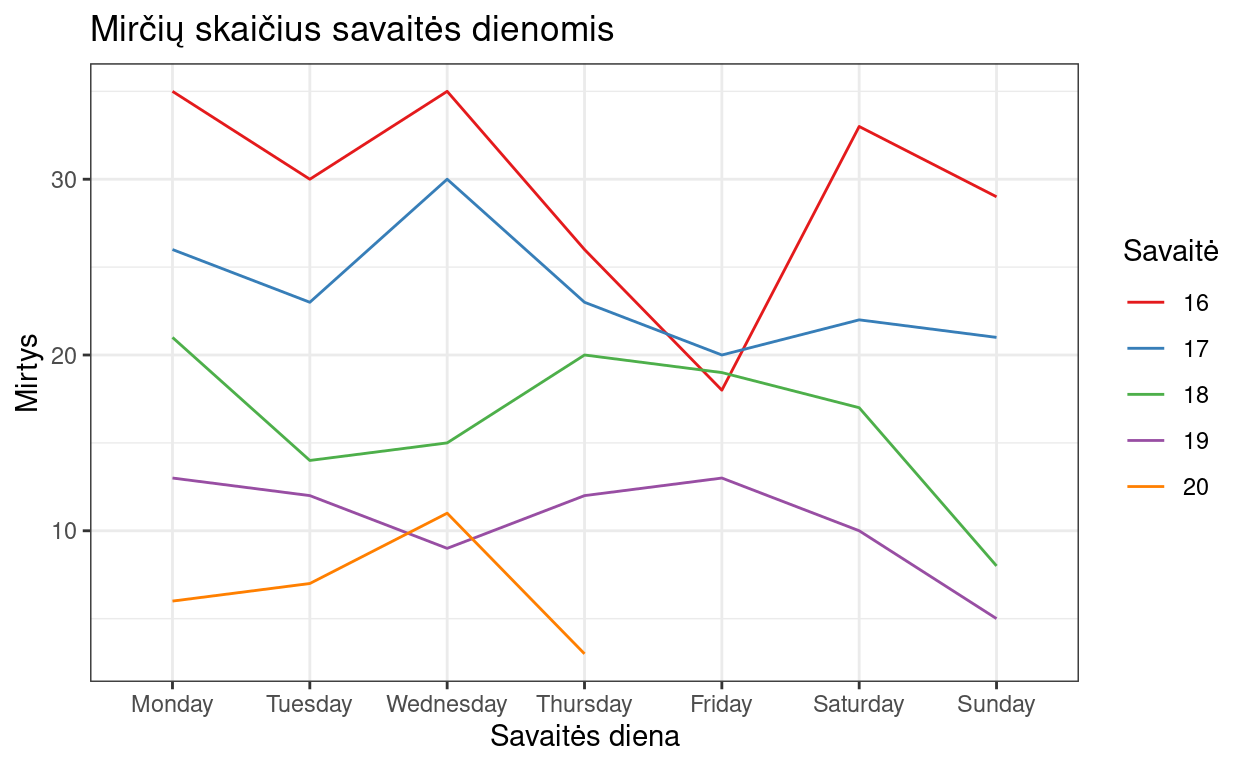 Mirčių skaičius savaitės dienomis
Mirtys
30
20
10
Monday Tuesday Wednesday Thursday Friday Saturday Sunday
Savaitės diena
Savaitė
16
17
18
19
20